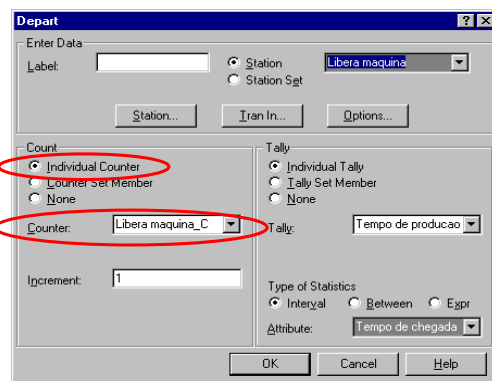 Depart
Enter Data
Label:
Station
Libera maquina
Station Set
Station...
Tran In...
Options...
Count
Individual Counter
Counter Set Member
None
Counter:
Libera maquina_C
Increment:
1
Tally
Individual Tally
Tally Set Member
None
Tally:
Tempo de producao
Type of Statistics
Interval
Between
Expr
Attribute:
Tempo de chegada
OK
Cancel
Help